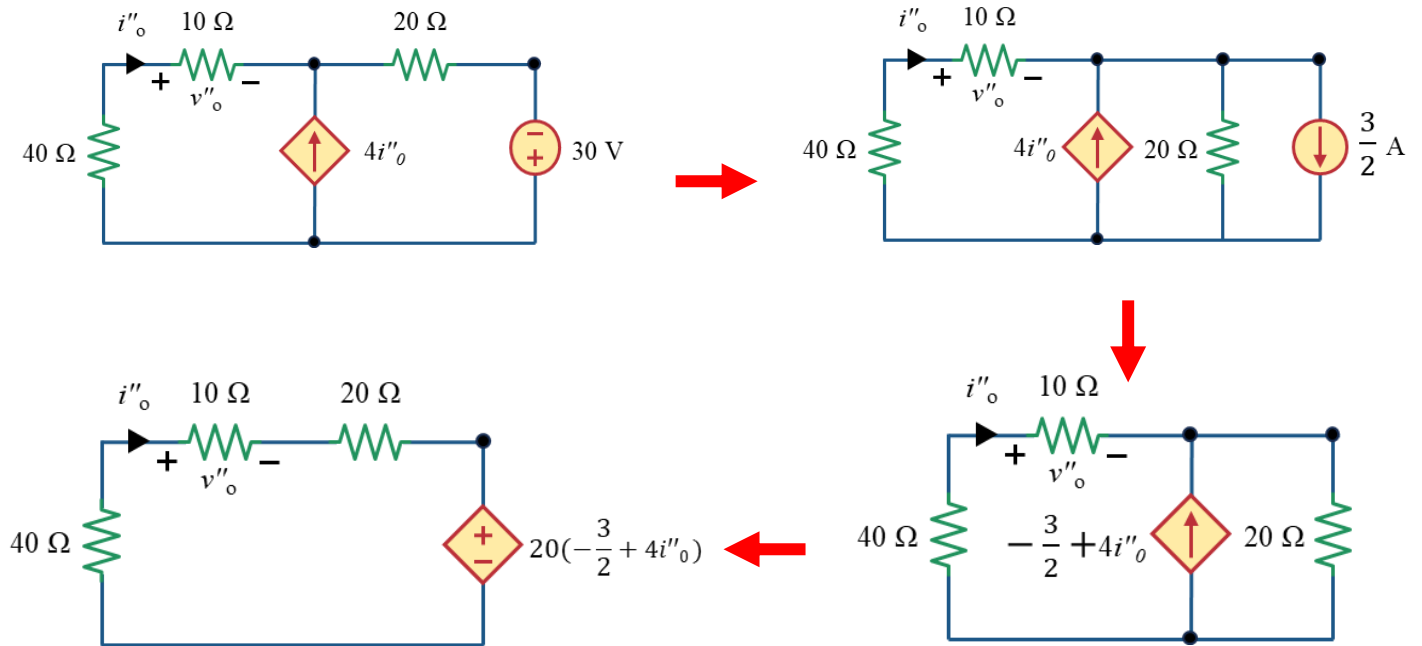 i″o 10 Ω 20 Ω
+ v″o −
40 Ω 4i″0 − + 30 V
i″o 10 Ω
+ v″o −
40 Ω 4i″0 20 Ω 3/2 A
i″o 10 Ω 20 Ω
+ v″o −
40 Ω + − 20(−3/2 + 4i″0)
i″o 10 Ω
+ v″o −
40 Ω −3/2 + 4i″0 20 Ω